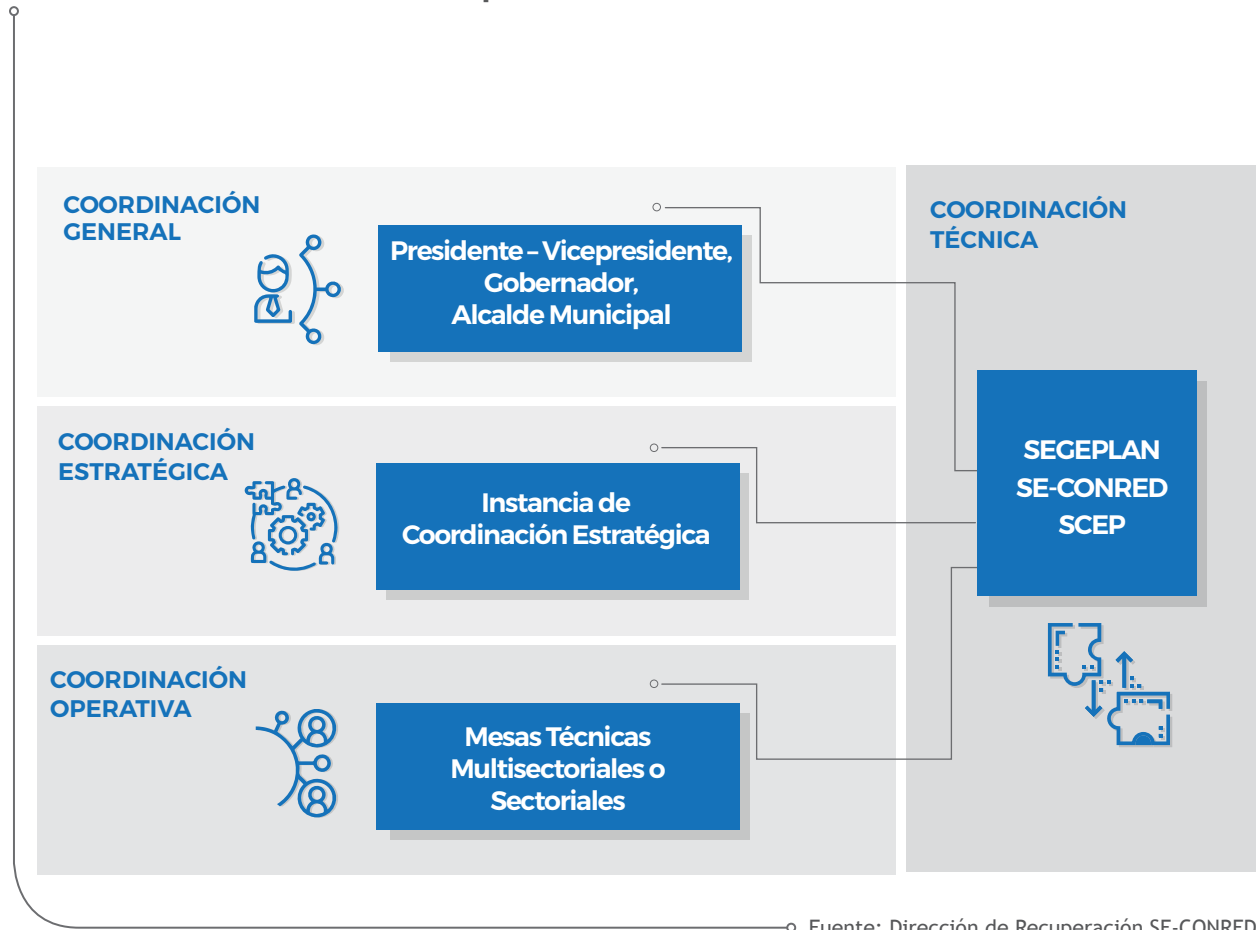 COORDINACIÓN
GENERAL
Presidente – Vicepresidente,
Gobernador,
Alcalde Municipal
COORDINACIÓN
ESTRATÉGICA
Instancia de
Coordinación Estratégica
COORDINACIÓN
OPERATIVA
Mesas Técnicas
Multisectoriales o
Sectoriales
COORDINACIÓN
TÉCNICA
SEGEPLAN
SE-CONRED
SCEP
Fuente: Dirección de Recuperación SE-CONRED